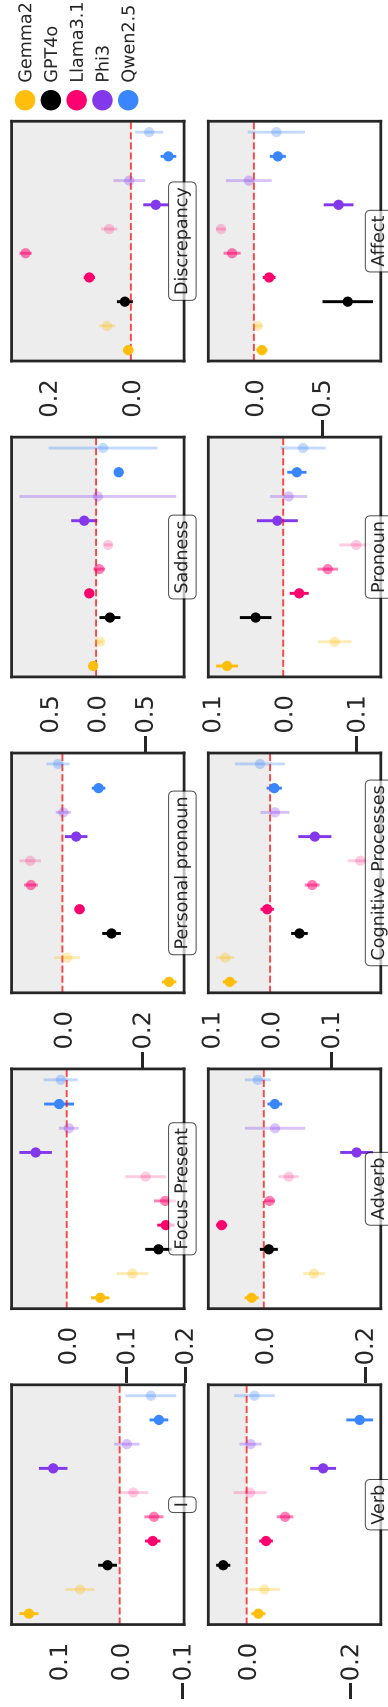 0.1
0.0
−0.1
I
0.0
−0.1
−0.2
Focus Present
0.0
−0.2
Personal pronoun
0.5
0.0
−0.5
Sadness
0.2
0.0
Discrepancy
Gemma2
GPT4o
Llama3.1
Phi3
Qwen2.5
0.0
−0.2
Verb
0.0
−0.2
Adverb
0.1
0.0
−0.1
Cognitive Processes
0.1
0.0
−0.1
Pronoun
0.0
−0.5
Affect